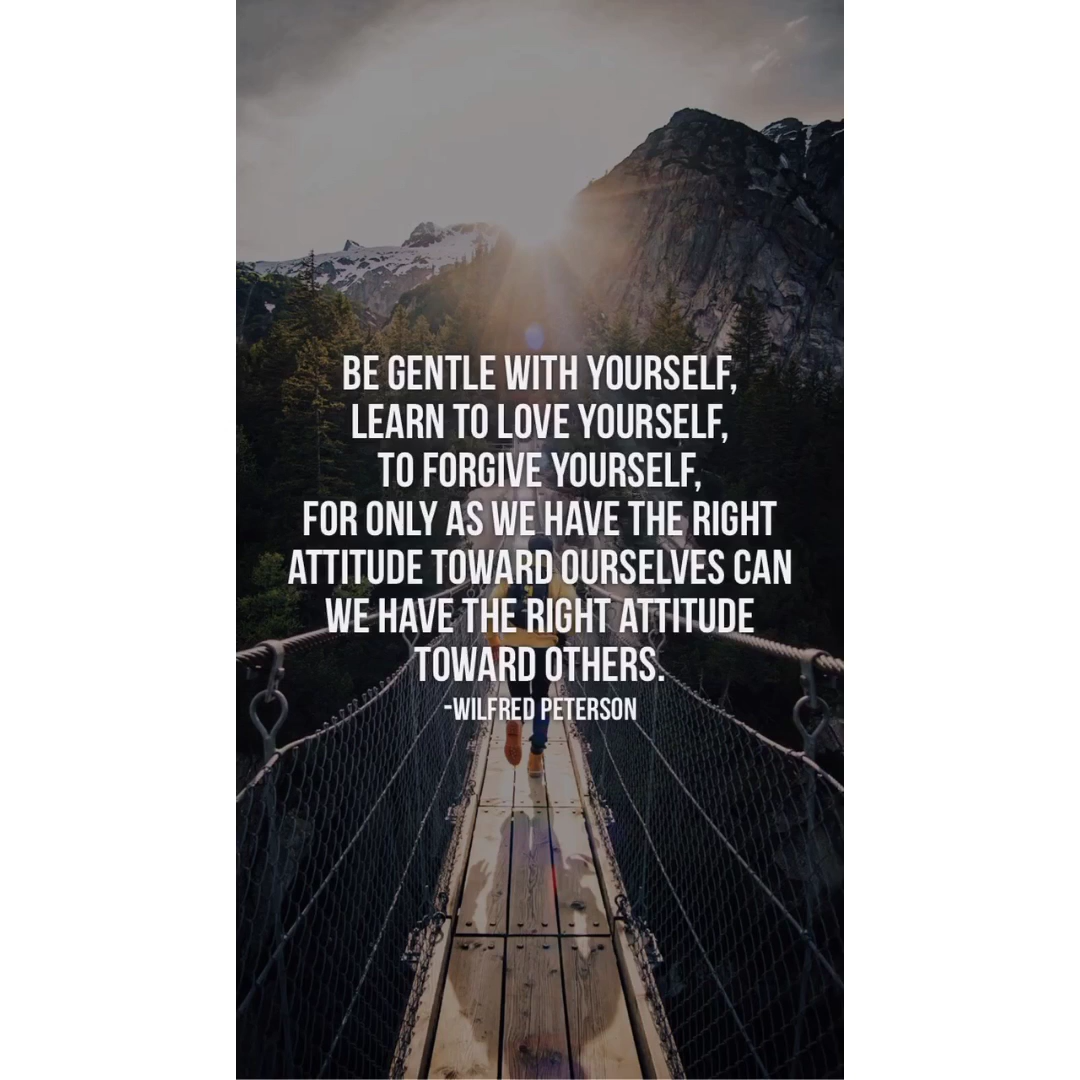 BE GENTLE WITH YOURSELF,
LEARN TO LOVE YOURSELF,
TO FORGIVE YOURSELF,
FOR ONLY AS WE HAVE THE RIGHT
ATTITUDE TOWARD OURSELVES CAN
WE HAVE THE RIGHT ATTITUDE
TOWARD OTHERS.
-WILFRED PETERSON